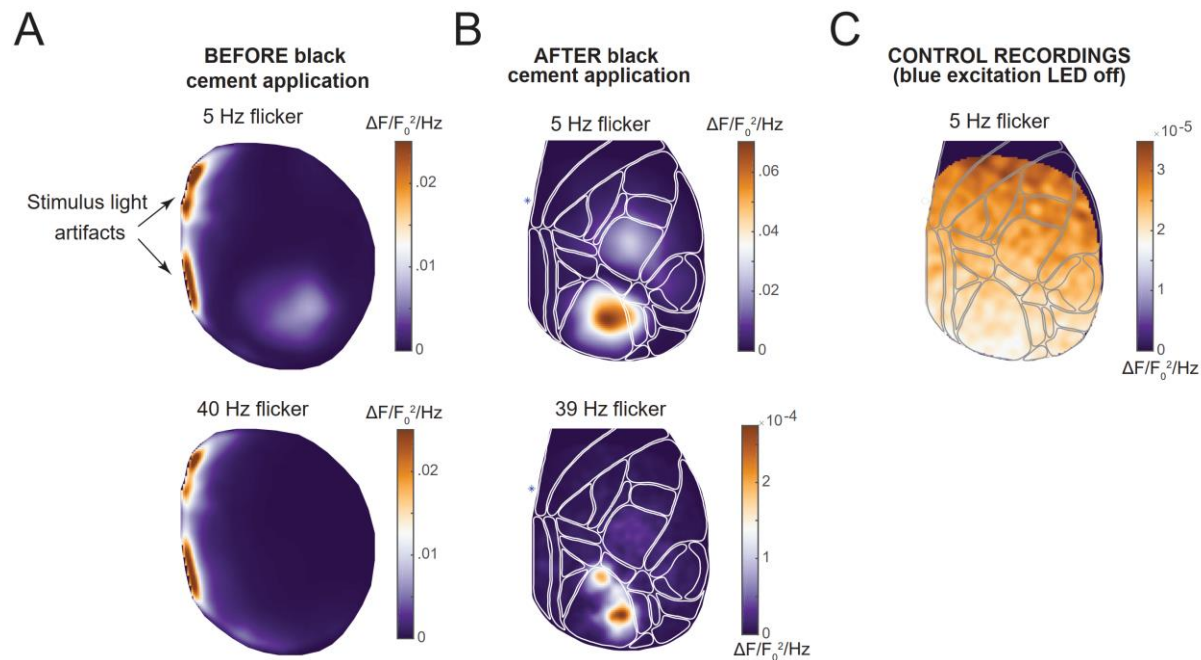 A
BEFORE black
cement application
5 Hz flicker
ΔF/F₀²/Hz
.02
.01
0
Stimulus light
artifacts
40 Hz flicker
ΔF/F₀²/Hz
.02
.01
0
B
AFTER black
cement application
5 Hz flicker
ΔF/F₀²/Hz
.06
.04
.02
0
39 Hz flicker
×10⁻⁴
2
1
0
ΔF/F₀²/Hz
C
CONTROL RECORDINGS
(blue excitation LED off)
5 Hz flicker
×10⁻⁵
3
2
1
0
ΔF/F₀²/Hz